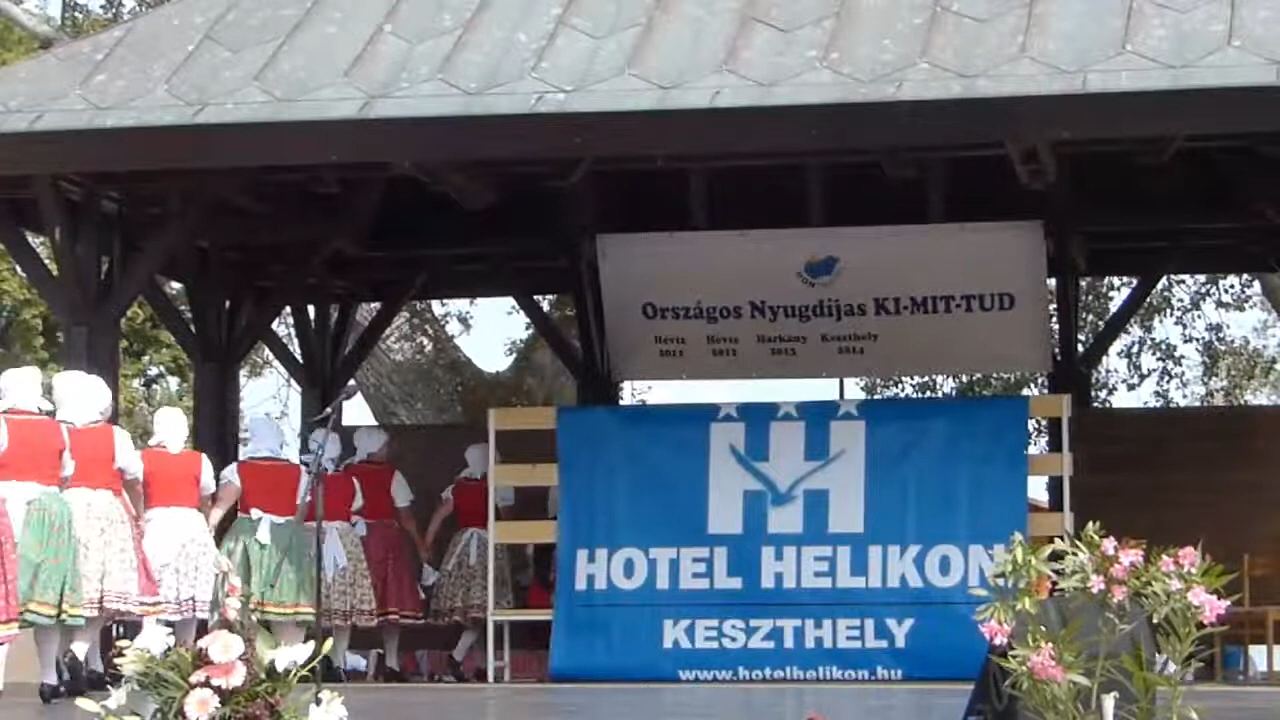 Országos Nyugdíjas KI-MIT-TUD
Hévíz Hévíz Harkány Keszthely
2011 2012 2013 2014
HOTEL HELIKON
KESZTHELY
www.hotelhelikon.hu